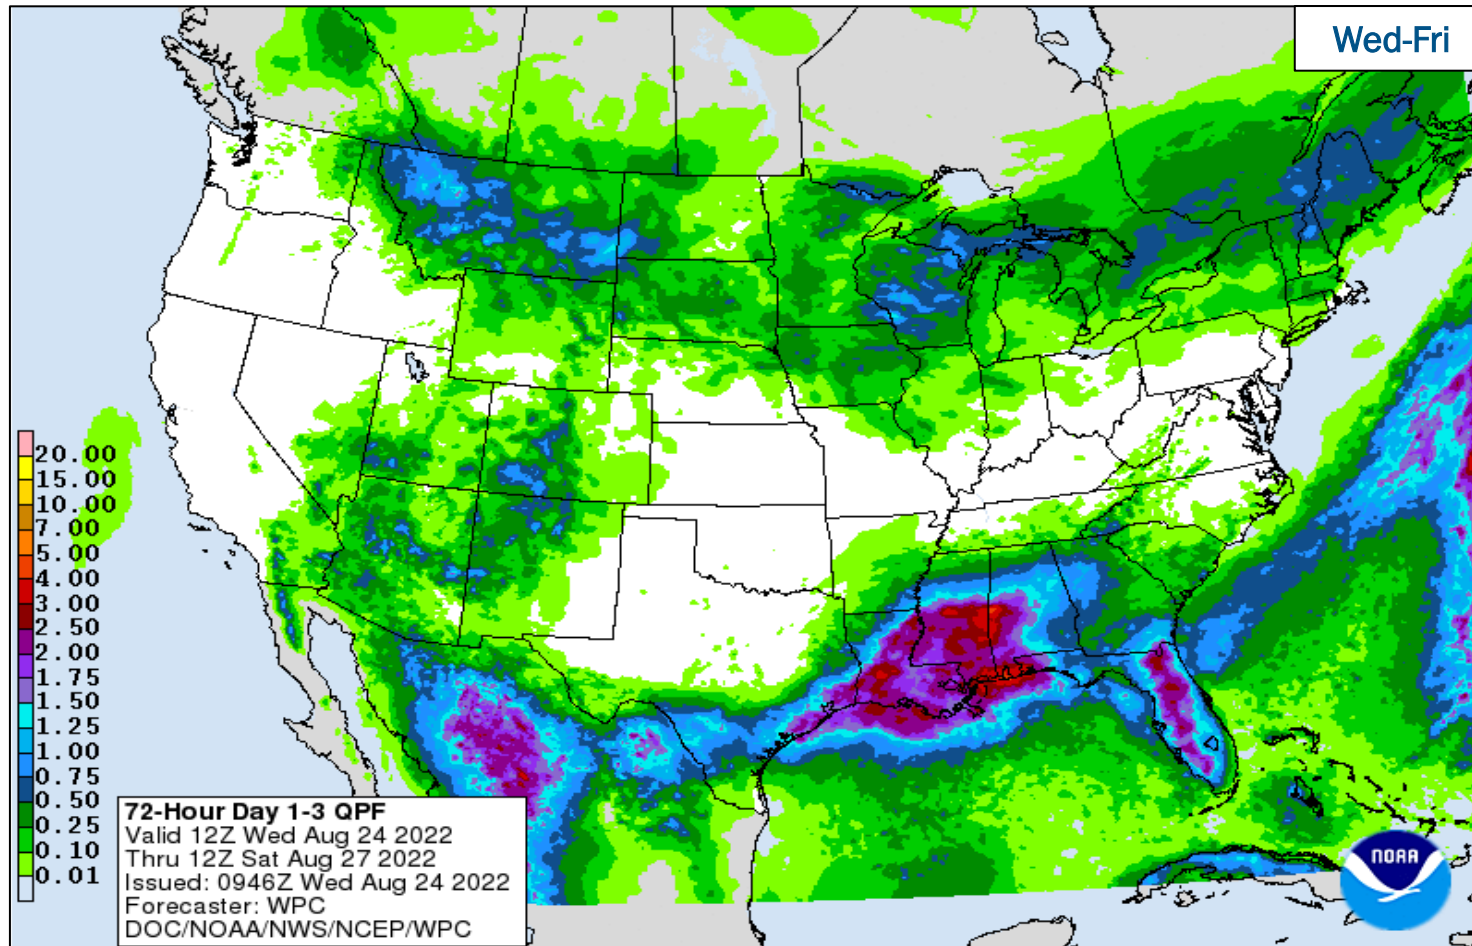 Wed-Fri
20.00
15.00
10.00
7.00
5.00
4.00
3.00
2.50
2.00
1.75
1.50
1.25
1.00
0.75
0.50
0.25
0.10
0.01
72-Hour Day 1-3 QPF
Valid 12Z Wed Aug 24 2022
Thru 12Z Sat Aug 27 2022
Issued: 0946Z Wed Aug 24 2022
Forecaster: WPC
DOC/NOAA/NWS/NCEP/WPC
NOAA